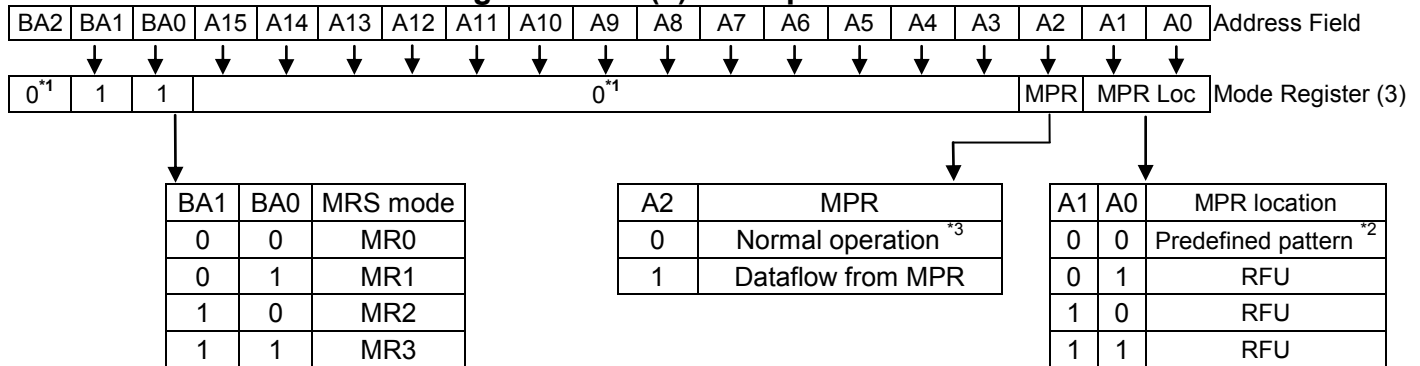 BA2 BA1 BA0 A15 A14 A13 A12 A11 A10 A9 A8 A7 A6 A5 A4 A3 A2 A1 A0 Address Field
0*1 1 1 0*1 MPR MPR Loc Mode Register (3)
BA1 BA0 MRS mode
0 0 MR0
0 1 MR1
1 0 MR2
1 1 MR3
A2 MPR
0 Normal operation *3
1 Dataflow from MPR
A1 A0 MPR location
0 0 Predefined pattern *2
0 1 RFU
1 0 RFU
1 1 RFU